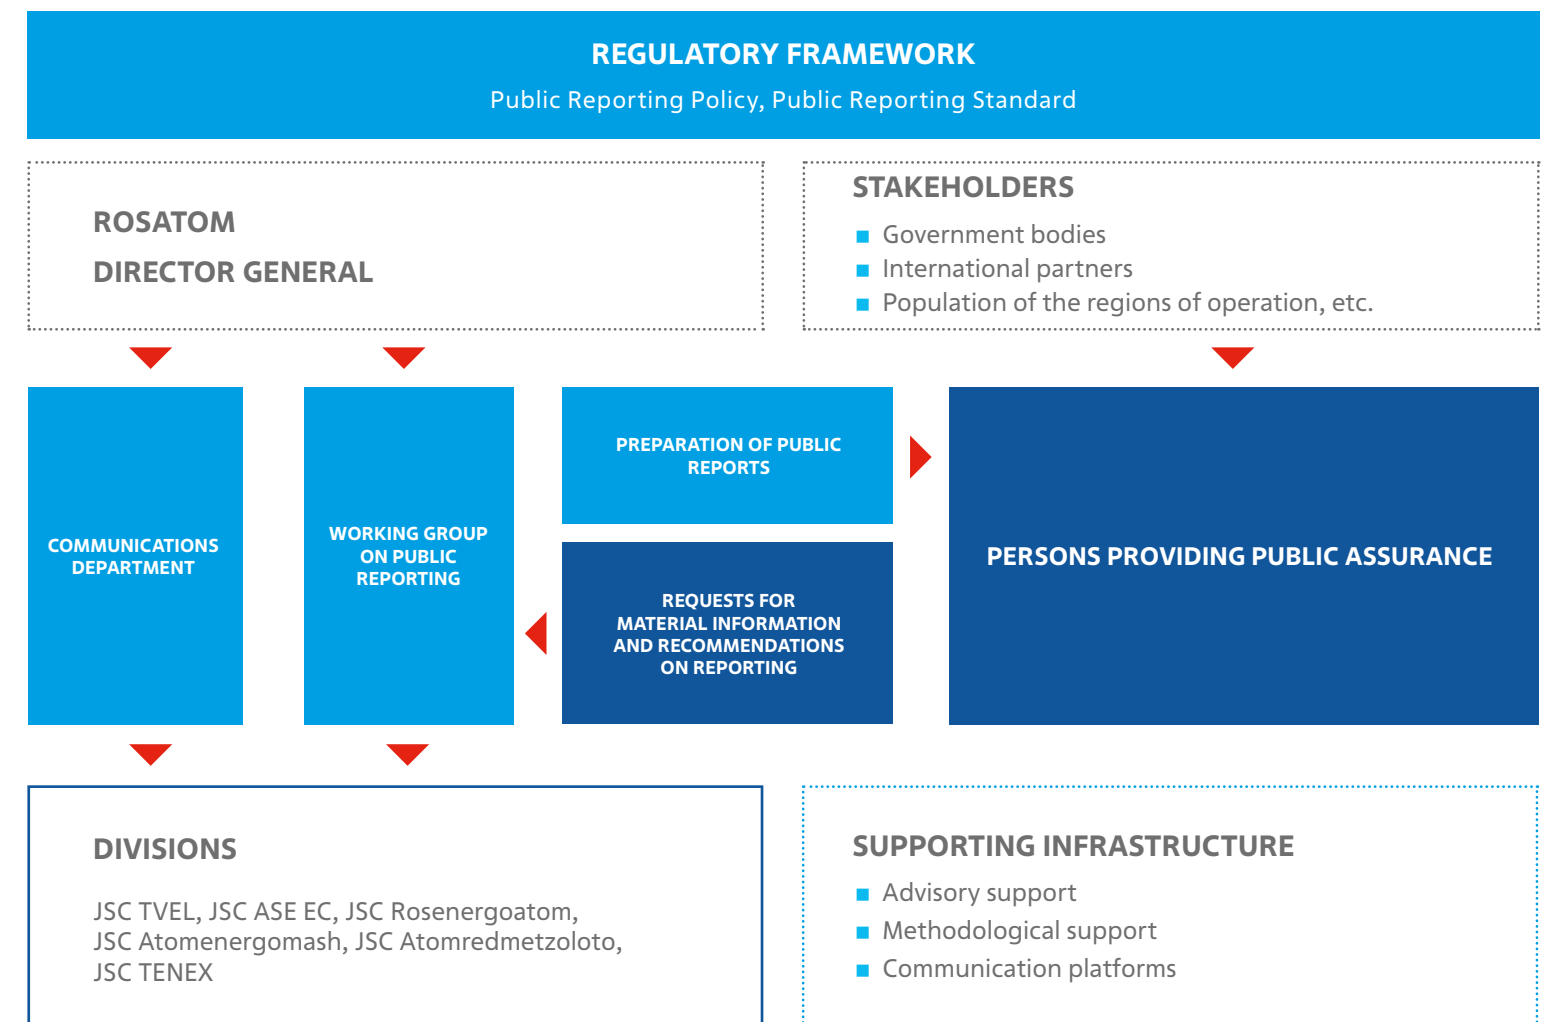 REGULATORY FRAMEWORK
Public Reporting Policy, Public Reporting Standard
ROSATOM
DIRECTOR GENERAL
STAKEHOLDERS
Government bodies
International partners
Population of the regions of operation, etc.
COMMUNICATIONS
DEPARTMENT
WORKING GROUP
ON PUBLIC
REPORTING
PREPARATION OF PUBLIC
REPORTS
REQUESTS FOR
MATERIAL INFORMATION
AND RECOMMENDATIONS
ON REPORTING
PERSONS PROVIDING PUBLIC ASSURANCE
DIVISIONS
JSC TVEL, JSC ASE EC, JSC Rosenergoatom,
JSC Atomenergomash, JSC Atomredmetzoloto,
JSC TENEX
SUPPORTING INFRASTRUCTURE
Advisory support
Methodological support
Communication platforms